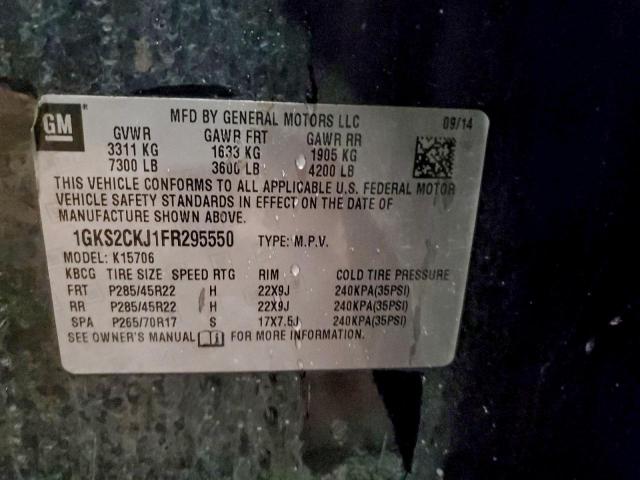 GM®
MFD BY GENERAL MOTORS LLC 09/14
GVWR GAWR FRT GAWR RR
3311 KG 1633 KG 1905 KG
7300 LB 3600 LB 4200 LB
THIS VEHICLE CONFORMS TO ALL APPLICABLE U.S. FEDERAL MOTOR
VEHICLE SAFETY STANDARDS IN EFFECT ON THE DATE OF
MANUFACTURE SHOWN ABOVE.
1GKS2CKJ1FR295550 TYPE: M.P.V.
MODEL: K15706
KBCG TIRE SIZE SPEED RTG RIM COLD TIRE PRESSURE
FRT P285/45R22 H 22X9J 240KPA(35PSI)
RR P285/45R22 H 22X9J 240KPA(35PSI)
SPA P265/70R17 S 17X7.5J 240KPA(35PSI)
SEE OWNER'S MANUAL FOR MORE INFORMATION.